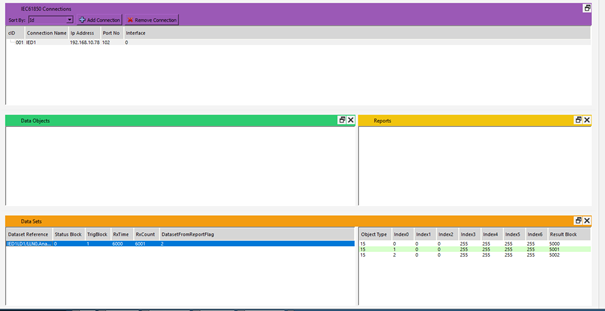 IEC61850 Connections
Sort By: Id Add Connection Remove Connection
cID Connection Name Ip Address Port No Interface
001 IED1 192.168.10.78 102 0
Data Objects
Reports
Data Sets
Dataset Reference Status Block TrigBlock RxTime RxCount DatasetFromReportFlag
0 1 6000 6001 2
Object Type Index0 Index1 Index2 Index3 Index4 Index5 Index6 Result Block
15 0 0 0 255 255 255 255 5000
15 1 0 0 255 255 255 255 5001
15 2 0 0 255 255 255 255 5002